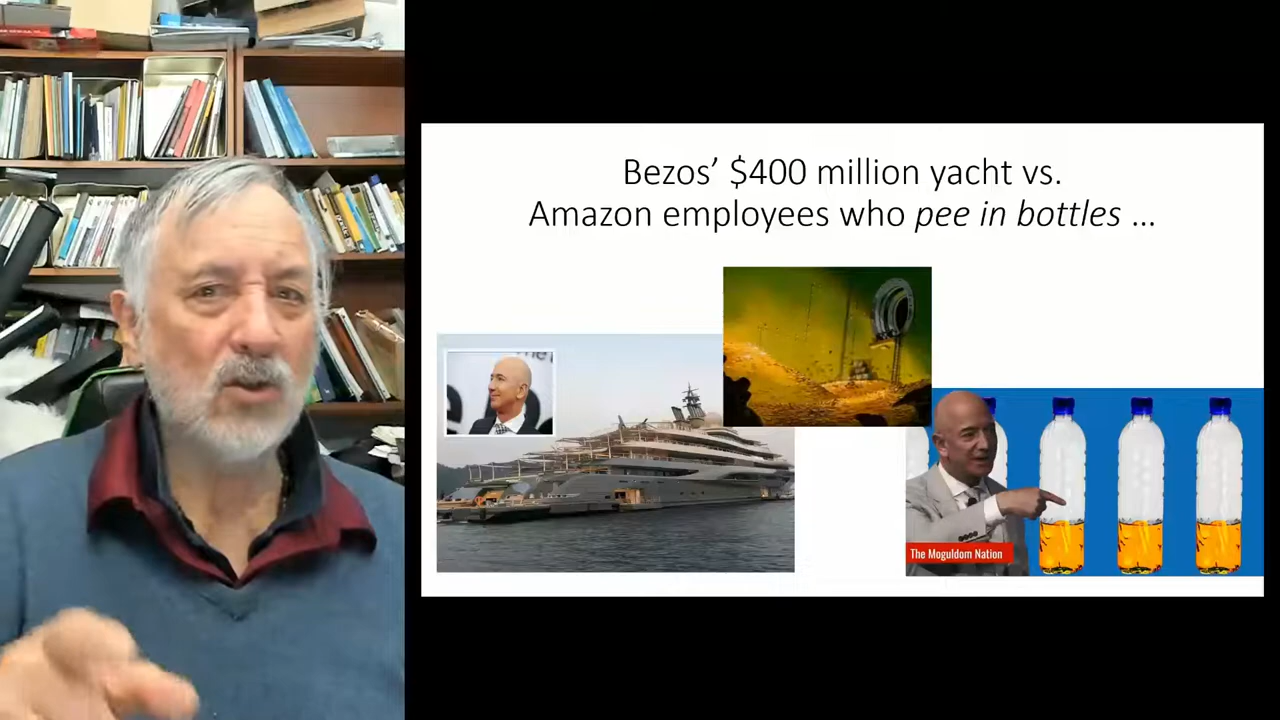 Bezos' $400 million yacht vs.
Amazon employees who pee in bottles ...
The Moguldom Nation